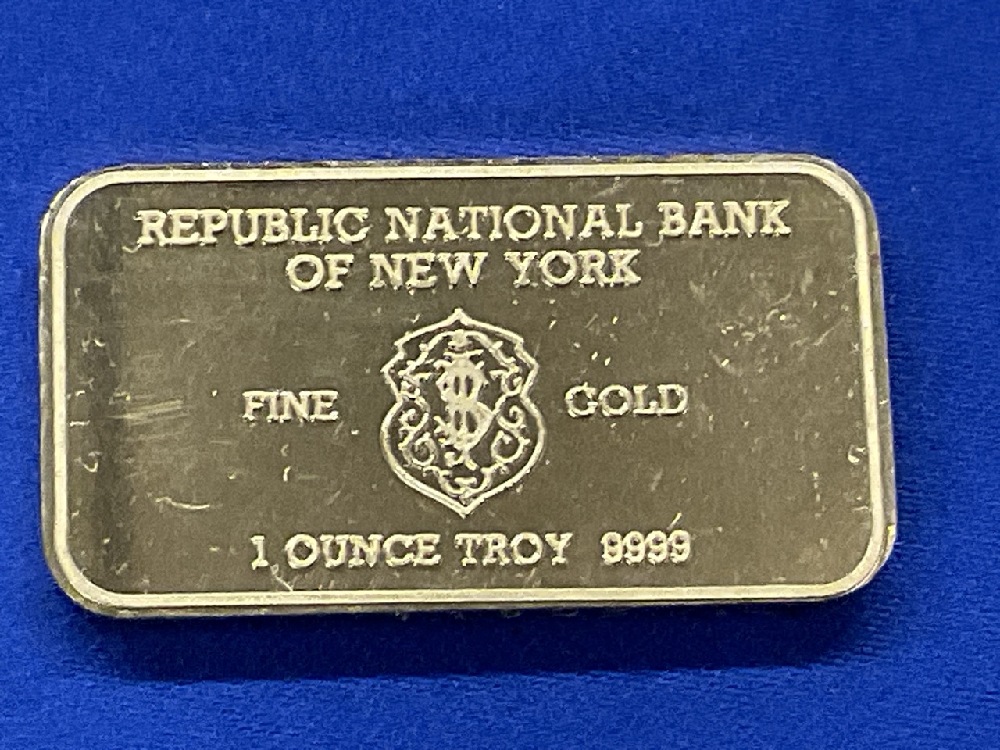 REPUBLIC NATIONAL BANK
OF NEW YORK
FINE $ GOLD
1 OUNCE TROY 9999